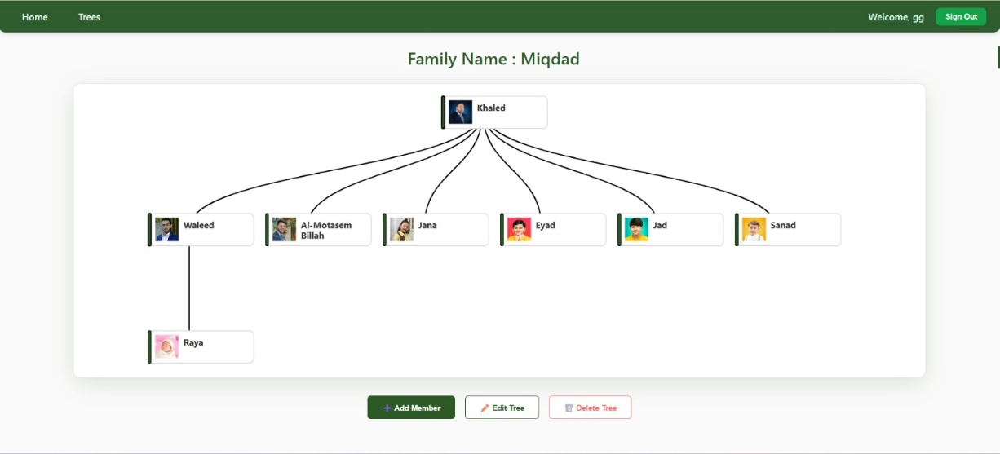 Home
Trees
Welcome, gg
Sign Out
Family Name : Miqdad
Khaled
Waleed
Al-Motasem
Billah
Jana
Eyad
Jad
Sanad
Raya
Add Member
Edit Tree
Delete Tree